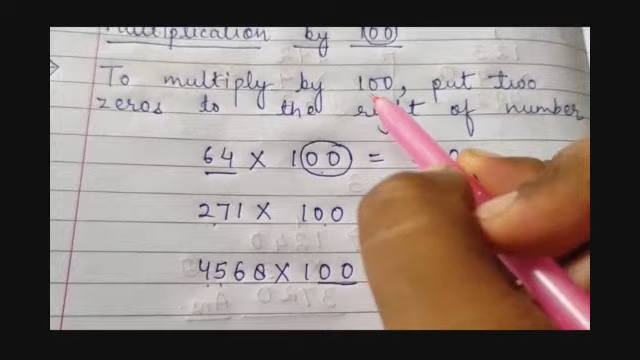 Multiplication by 100
To multiply by 100, put two
zeros to the right of number
64 × 100 =
271 × 100
4568 × 100